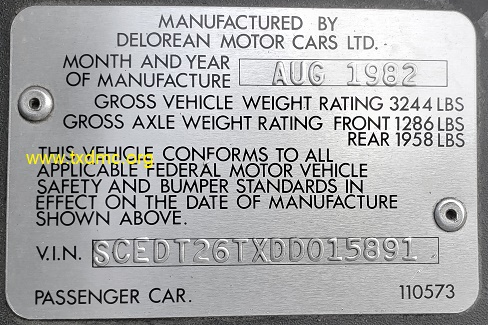 MANUFACTURED BY
DELOREAN MOTOR CARS LTD.
MONTH AND YEAR
OF MANUFACTURE AUG 1982
GROSS VEHICLE WEIGHT RATING 3244 LBS
GROSS AXLE WEIGHT RATING FRONT 1286 LBS
REAR 1958 LBS
www.txdmc.org
THIS VEHICLE CONFORMS TO ALL
APPLICABLE FEDERAL MOTOR VEHICLE
SAFETY AND BUMPER STANDARDS IN
EFFECT ON THE DATE OF MANUFACTURE
SHOWN ABOVE.
V.I.N. SCEDT26TXDD015891
PASSENGER CAR. 110573